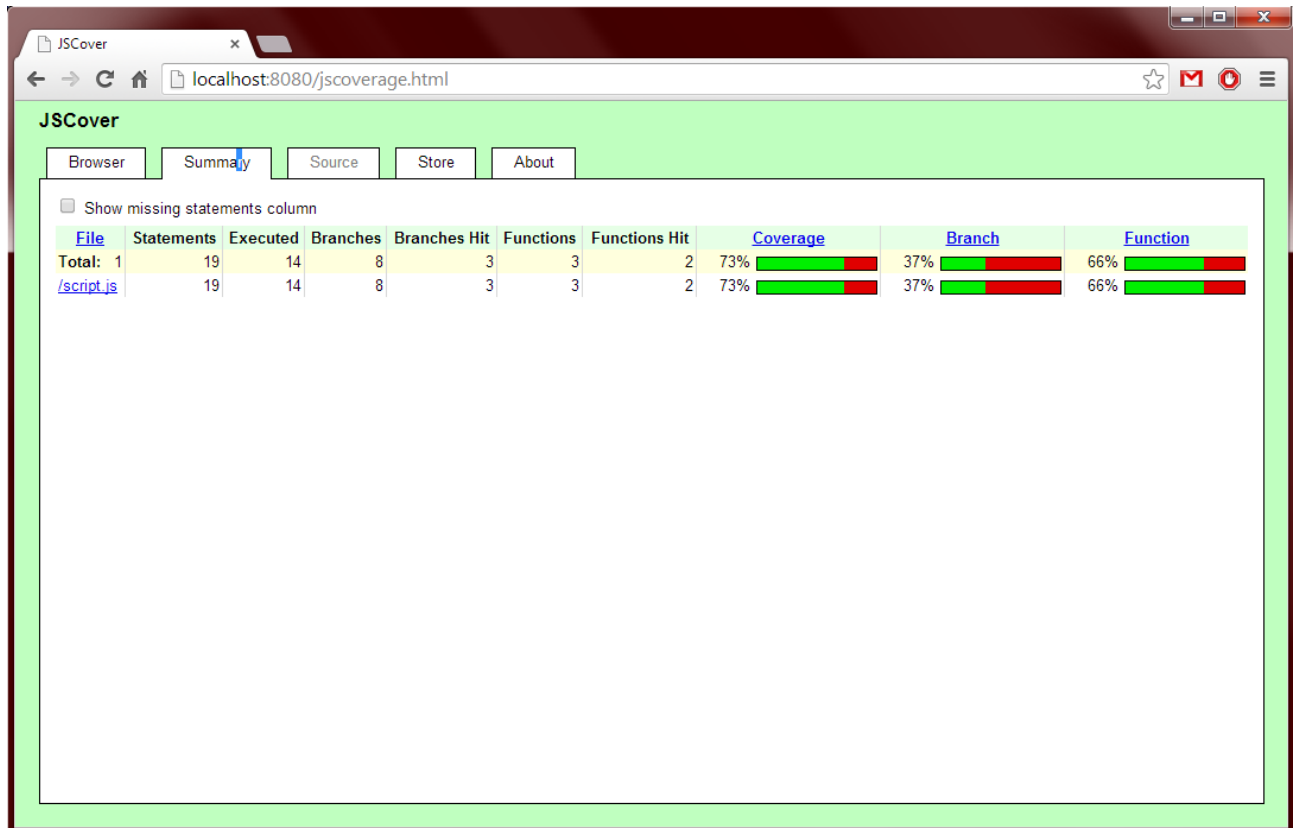 JSCover
localhost:8080/jscoverage.html
JSCover
Browser Summary Source Store About
Show missing statements column
File Statements Executed Branches Branches Hit Functions Functions Hit Coverage Branch Function
Total: 1 19 14 8 3 3 2 73% 37% 66%
/script.js 19 14 8 3 3 2 73% 37% 66%